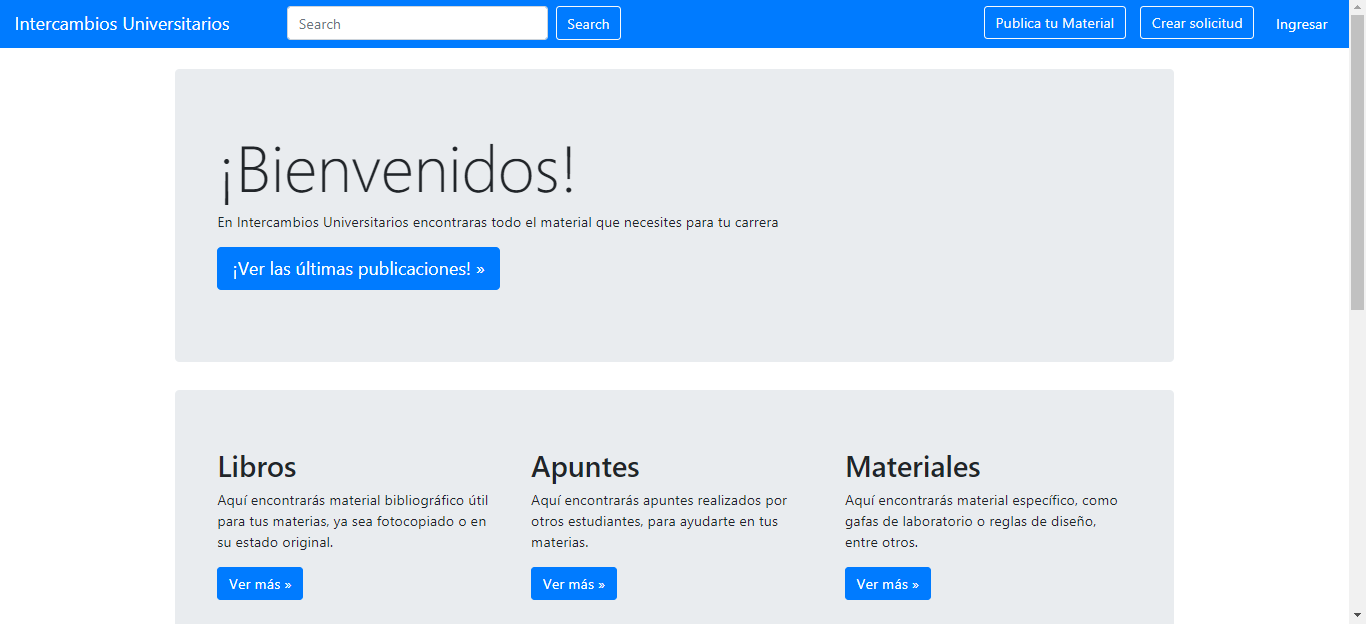 Intercambios Universitarios
Search
Search
Publica tu Material
Crear solicitud
Ingresar
¡Bienvenidos!
En Intercambios Universitarios encontraras todo el material que necesites para tu carrera
¡Ver las últimas publicaciones! »
Libros
Aquí encontrarás material bibliográfico útil
para tus materias, ya sea fotocopiado o en
su estado original.
Ver más »
Apuntes
Aquí encontrarás apuntes realizados por
otros estudiantes, para ayudarte en tus
materias.
Ver más »
Materiales
Aquí encontrarás material específico, como
gafas de laboratorio o reglas de diseño,
entre otros.
Ver más »